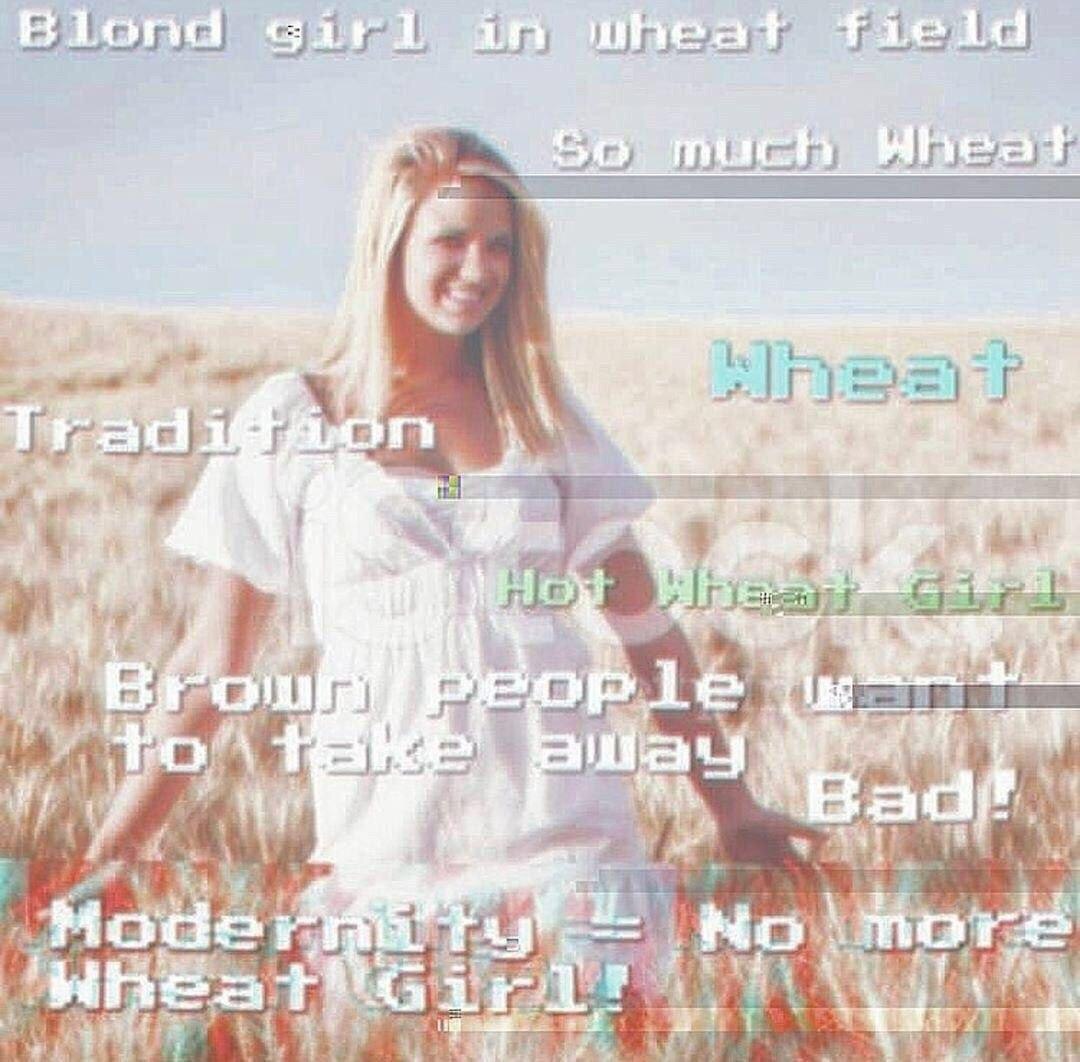 Blond girl in wheat field
So much Wheat
Wheat
Tradition
Hot Wheat Girl
Brown people want
to take away
Bad!
Modernity = No more
Wheat Girl!